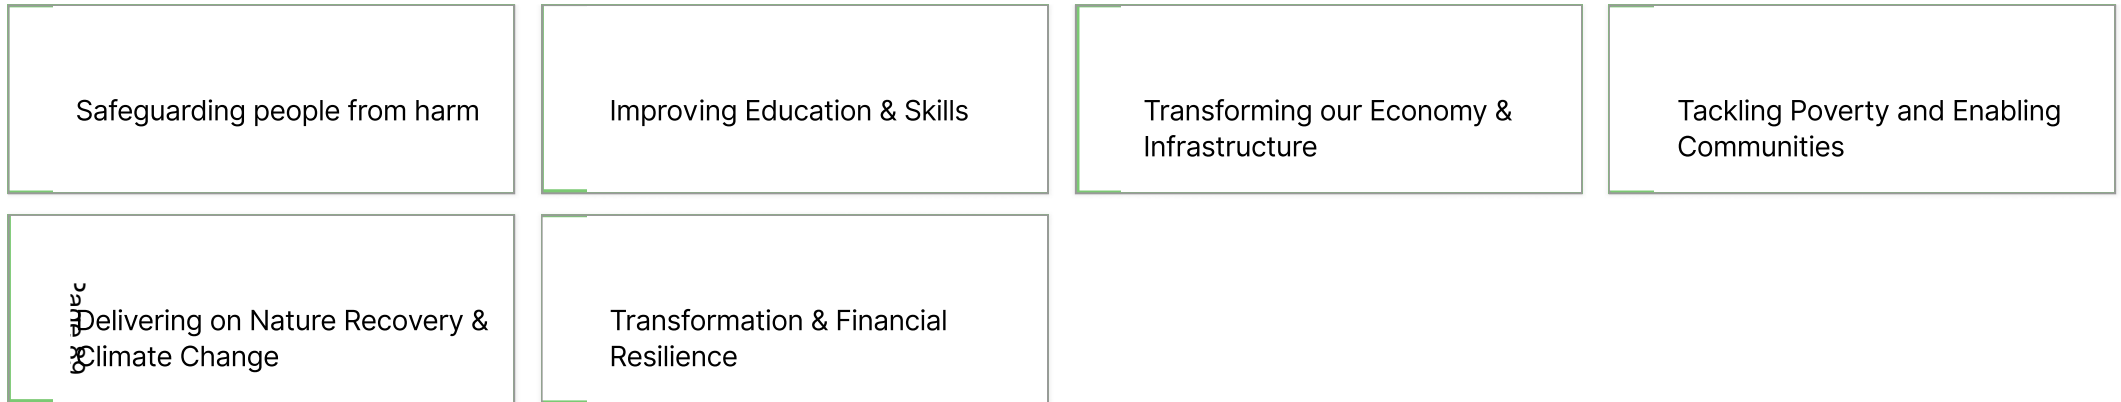 Safeguarding people from harm
Improving Education & Skills
Transforming our Economy &
Infrastructure
Tackling Poverty and Enabling
Communities
Delivering on Nature Recovery &
Climate Change
Transformation & Financial
Resilience